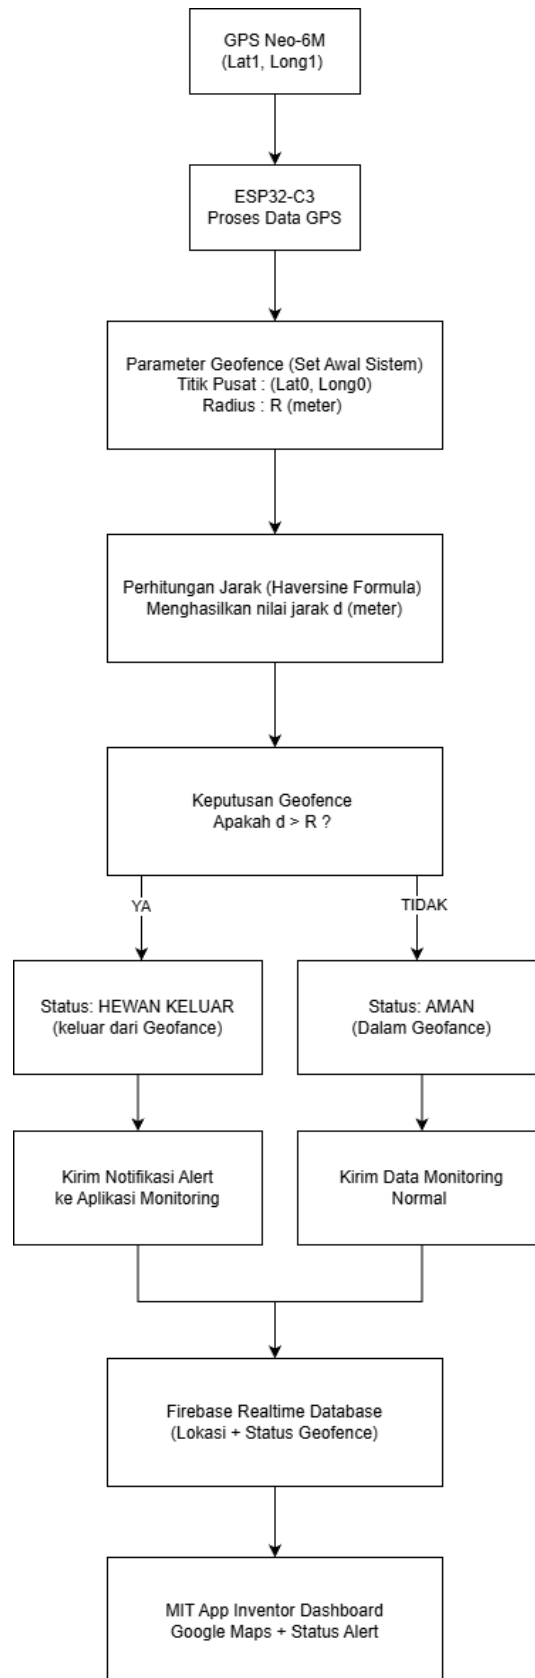 GPS Neo-6M
(Lat1, Long1)
ESP32-C3
Proses Data GPS
Parameter Geofence (Set Awal Sistem)
Titik Pusat : (Lat0, Long0)
Radius : R (meter)
Perhitungan Jarak (Haversine Formula)
Menghasilkan nilai jarak d (meter)
Keputusan Geofence
Apakah d > R ?
YA
TIDAK
Status: HEWAN KELUAR
(keluar dari Geofance)
Status: AMAN
(Dalam Geofance)
Kirim Notifikasi Alert
ke Aplikasi Monitoring
Kirim Data Monitoring
Normal
Firebase Realtime Database
(Lokasi + Status Geofence)
MIT App Inventor Dashboard
Google Maps + Status Alert